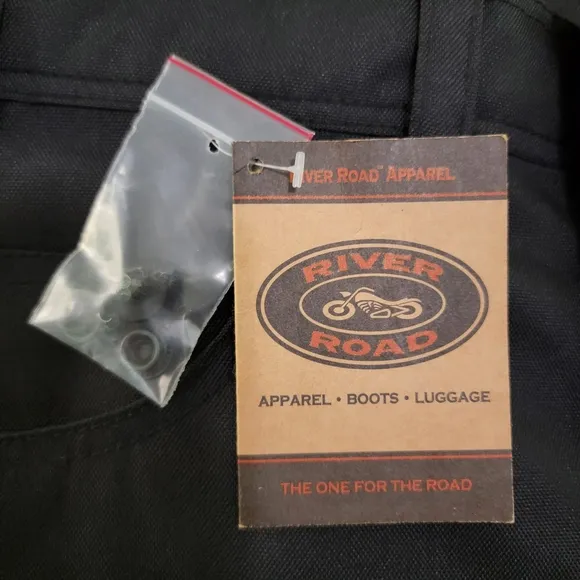 RIVER ROAD™ APPAREL
RIVER
ROAD
APPAREL • BOOTS • LUGGAGE
THE ONE FOR THE ROAD